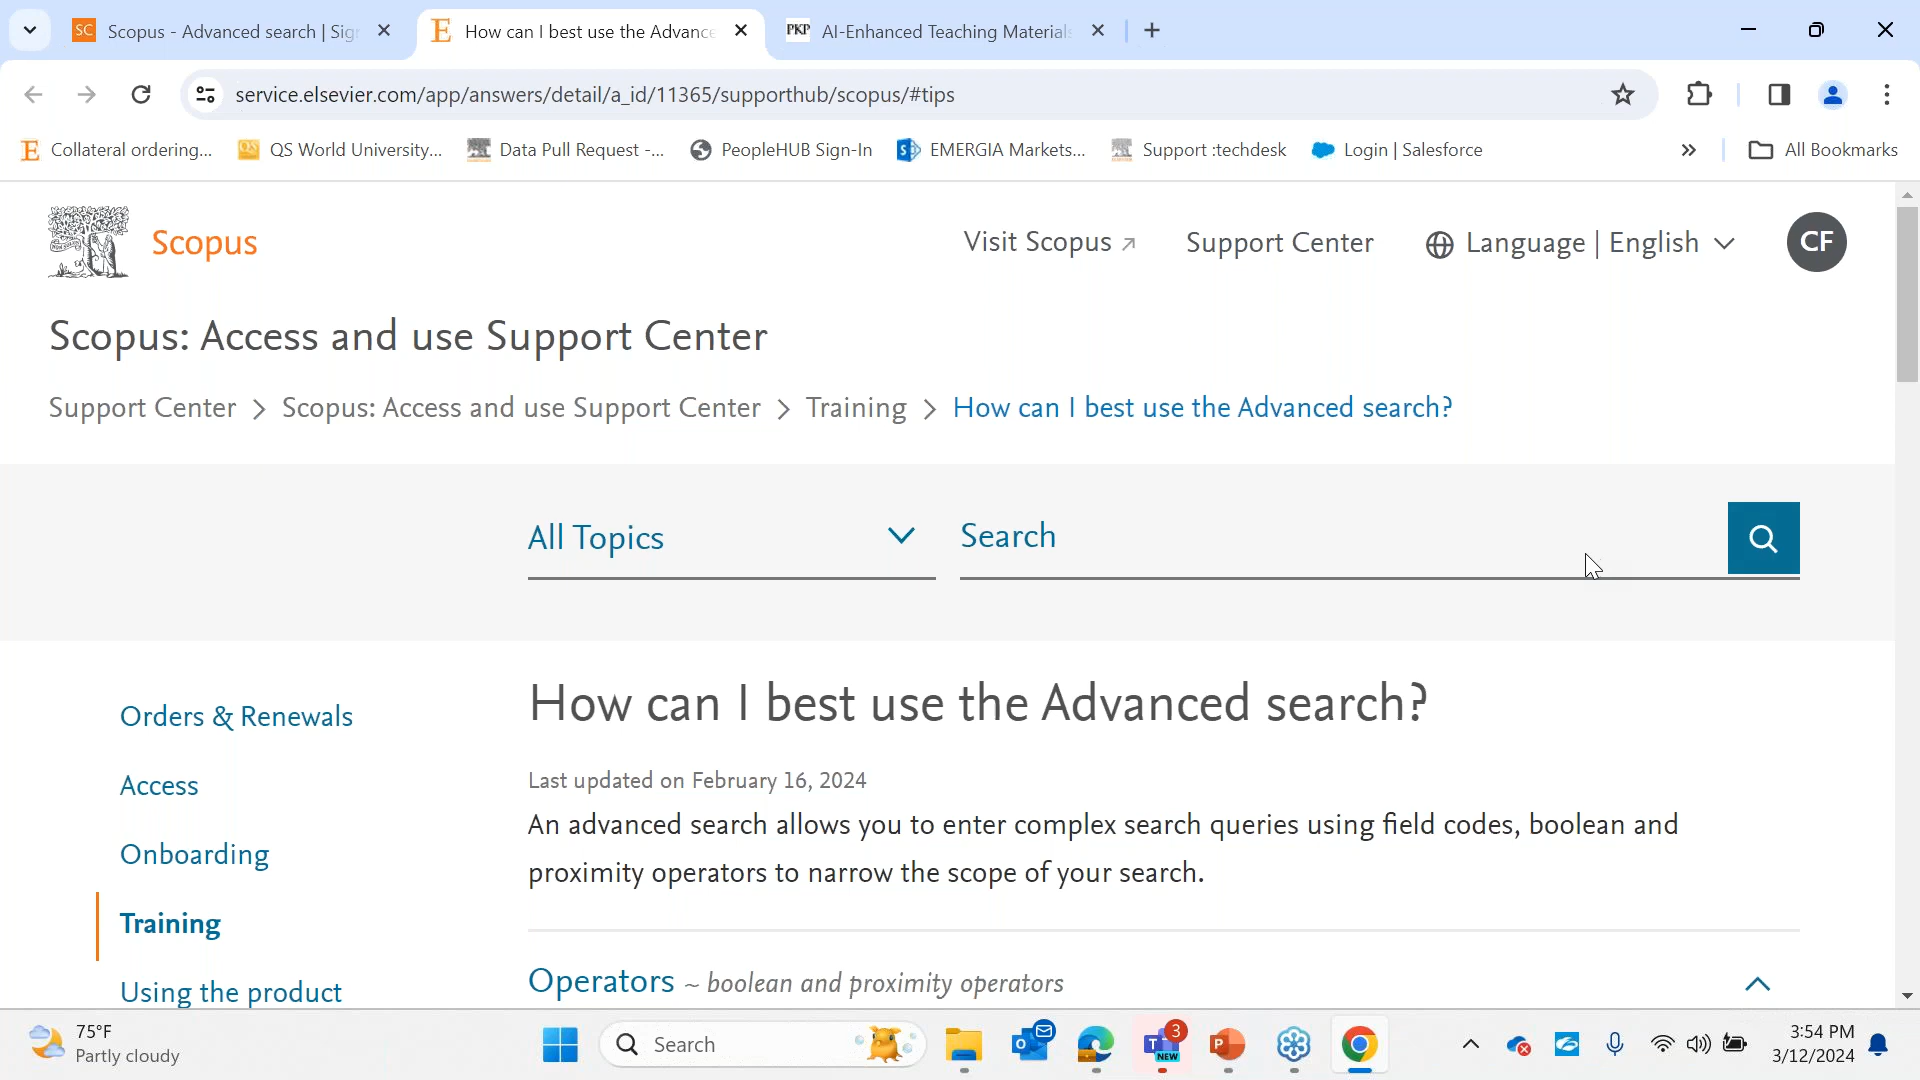 SC Scopus - Advanced search | Sig
E How can I best use the Advance
PKP AI-Enhanced Teaching Materials
service.elsevier.com/app/answers/detail/a_id/11365/supporthub/scopus/#tips
E Collateral ordering...
QS QS World University...
Data Pull Request -...
PeopleHUB Sign-In
S EMERGIA Markets...
Support :techdesk
Login | Salesforce
»
All Bookmarks
Scopus
Visit Scopus
Support Center
Language | English
CF
Scopus: Access and use Support Center
Support Center > Scopus: Access and use Support Center > Training > How can I best use the Advanced search?
All Topics
Search
Orders & Renewals
Access
Onboarding
Training
Using the product
How can I best use the Advanced search?
Last updated on February 16, 2024
An advanced search allows you to enter complex search queries using field codes, boolean and
proximity operators to narrow the scope of your search.
Operators ~ boolean and proximity operators
75°F
Partly cloudy
Search
O
T 3
NEW
P
3:54 PM
3/12/2024